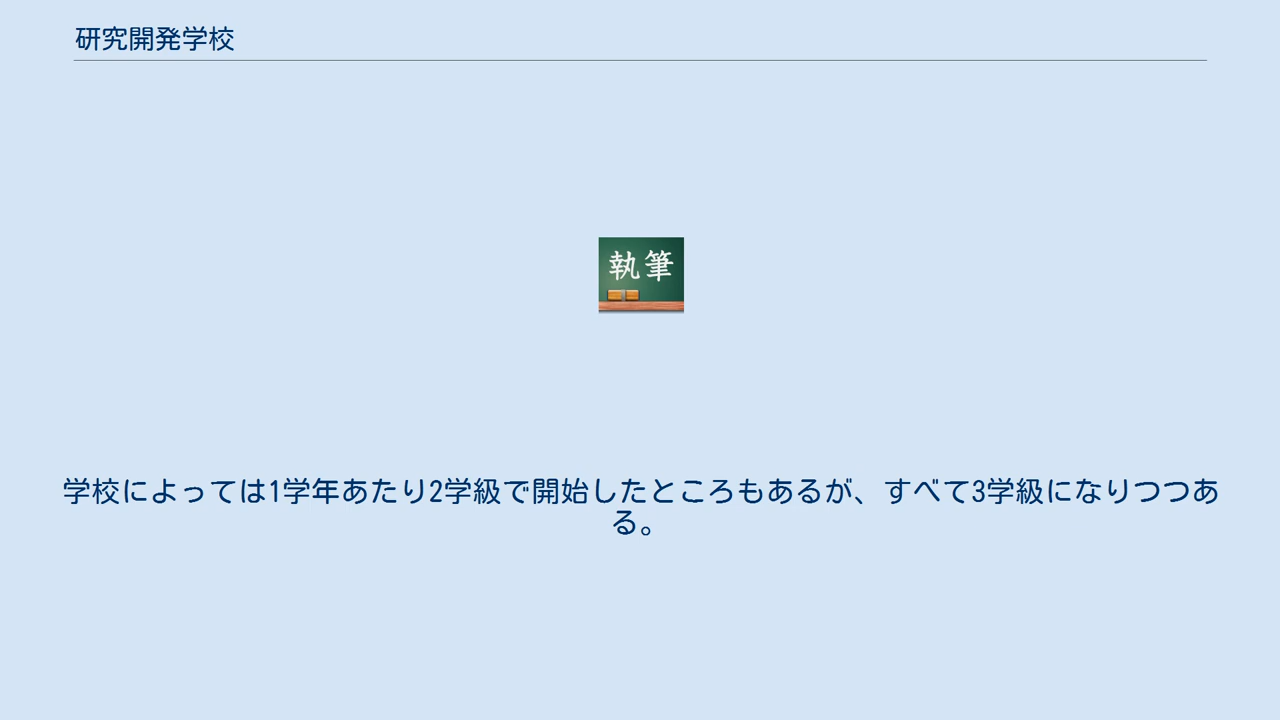 研究開発学校
執筆
学校によっては1学年あたり2学級で開始したところもあるが、すべて3学級になりつつあ
る。